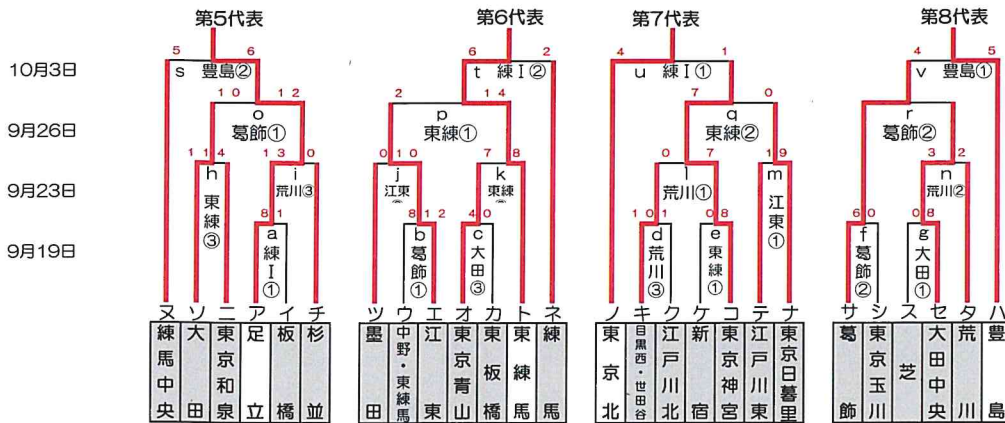 第5代表 第6代表 第7代表 第8代表
10月3日 5 6 6 2 4 1 4 5
s 豊島② t 練Ⅰ② u 練Ⅰ① v 豊島①
9月26日 10 12 2 14 7 0
o p q r
葛飾① 東練① 東練② 葛飾②
9月23日 11 14 13 0 0 10 7 8 0 7 19 3 2
h i j k l m n
東練③ 荒川③ 江東 東練 荒川① 江東① 荒川②
9月19日 8 1 8 12 4 0 10 1 0 8 6 0 0 8
a b c d e f g
練Ⅰ① 葛飾① 大田③ 荒川③ 東練① 葛飾② 大田①
ヌ ソ ニ ア イ チ ツ ウ エ オ カ ト ネ ノ キ ク ケ コ テ ナ サ シ ス セ タ ハ
練馬中央
大田
東京和泉
足立
板橋
杉並
墨田
中野・東練馬
江東
東京青山
東板橋
東練馬
練馬
東京北
目黒西・世田谷
江戸川北
新宿
東京神宮
江戸川東
東京日暮里
葛飾
東京玉川
芝
大田中央
荒川
豊島